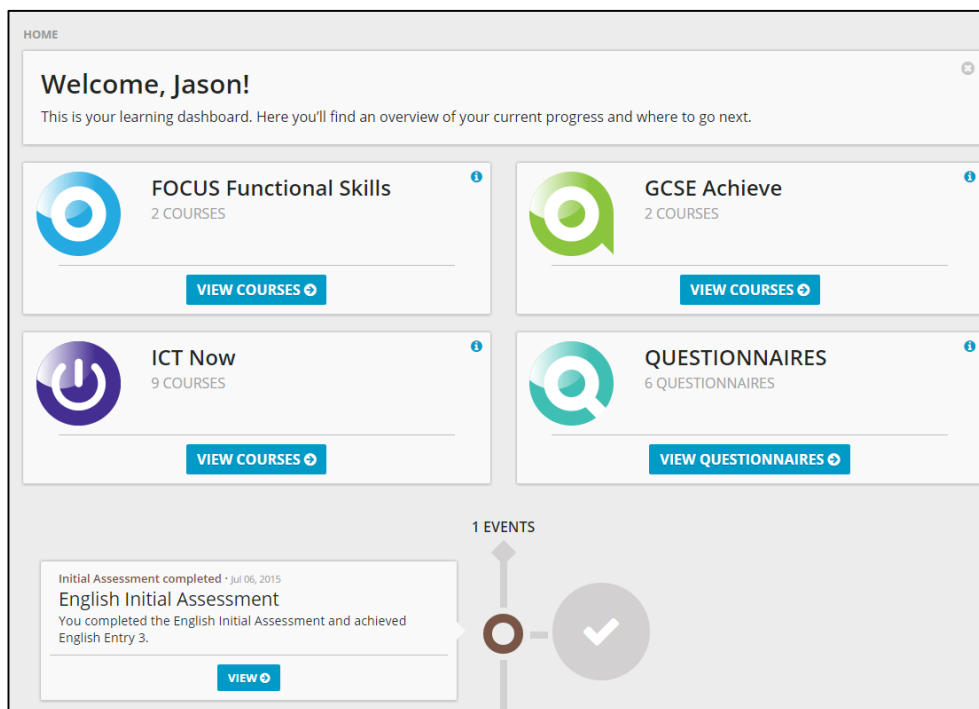 HOME
Welcome, Jason!
This is your learning dashboard. Here you'll find an overview of your current progress and where to go next.
FOCUS Functional Skills
2 COURSES
VIEW COURSES
GCSE Achieve
2 COURSES
VIEW COURSES
ICT Now
9 COURSES
VIEW COURSES
QUESTIONNAIRES
6 QUESTIONNAIRES
VIEW QUESTIONNAIRES
1 EVENTS
Initial Assessment completed · Jul 06, 2015
English Initial Assessment
You completed the English Initial Assessment and achieved
English Entry 3.
VIEW